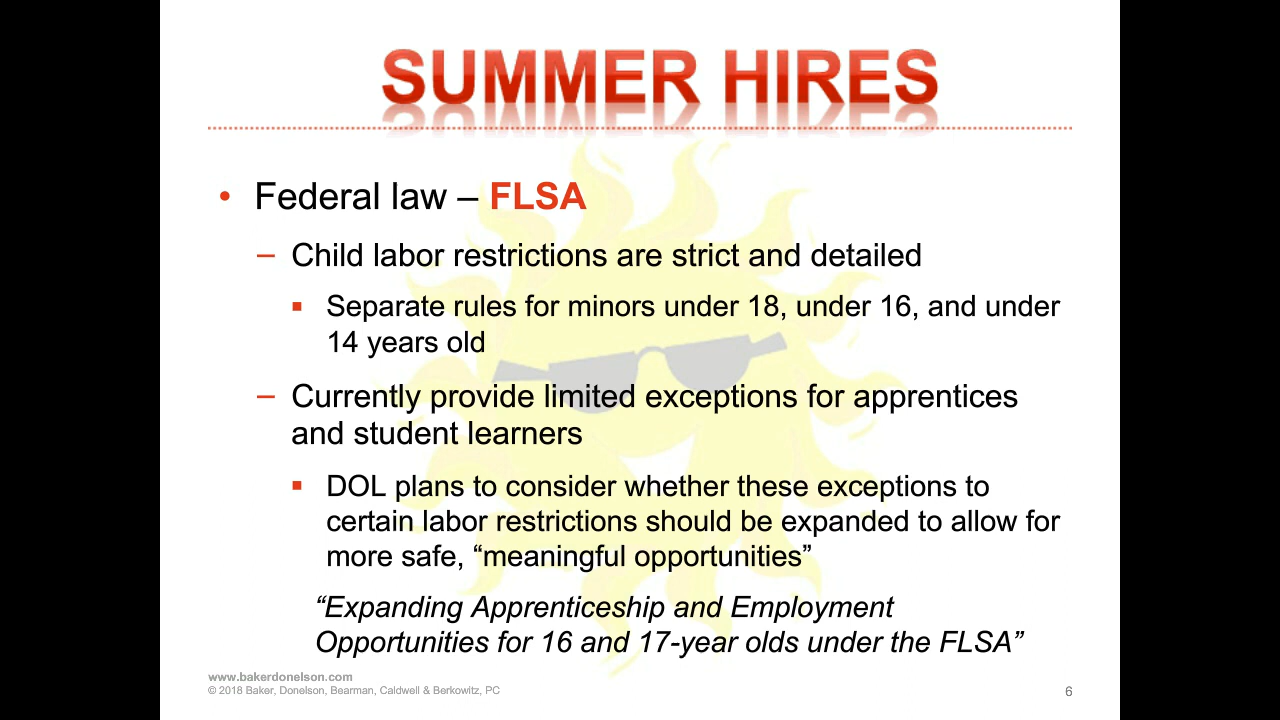 SUMMER HIRES
• Federal law – FLSA
– Child labor restrictions are strict and detailed
▪ Separate rules for minors under 18, under 16, and under
14 years old
– Currently provide limited exceptions for apprentices
and student learners
▪ DOL plans to consider whether these exceptions to
certain labor restrictions should be expanded to allow for
more safe, “meaningful opportunities”
“Expanding Apprenticeship and Employment
Opportunities for 16 and 17-year olds under the FLSA”
www.bakerdonelson.com
© 2018 Baker, Donelson, Bearman, Caldwell & Berkowitz, PC
6